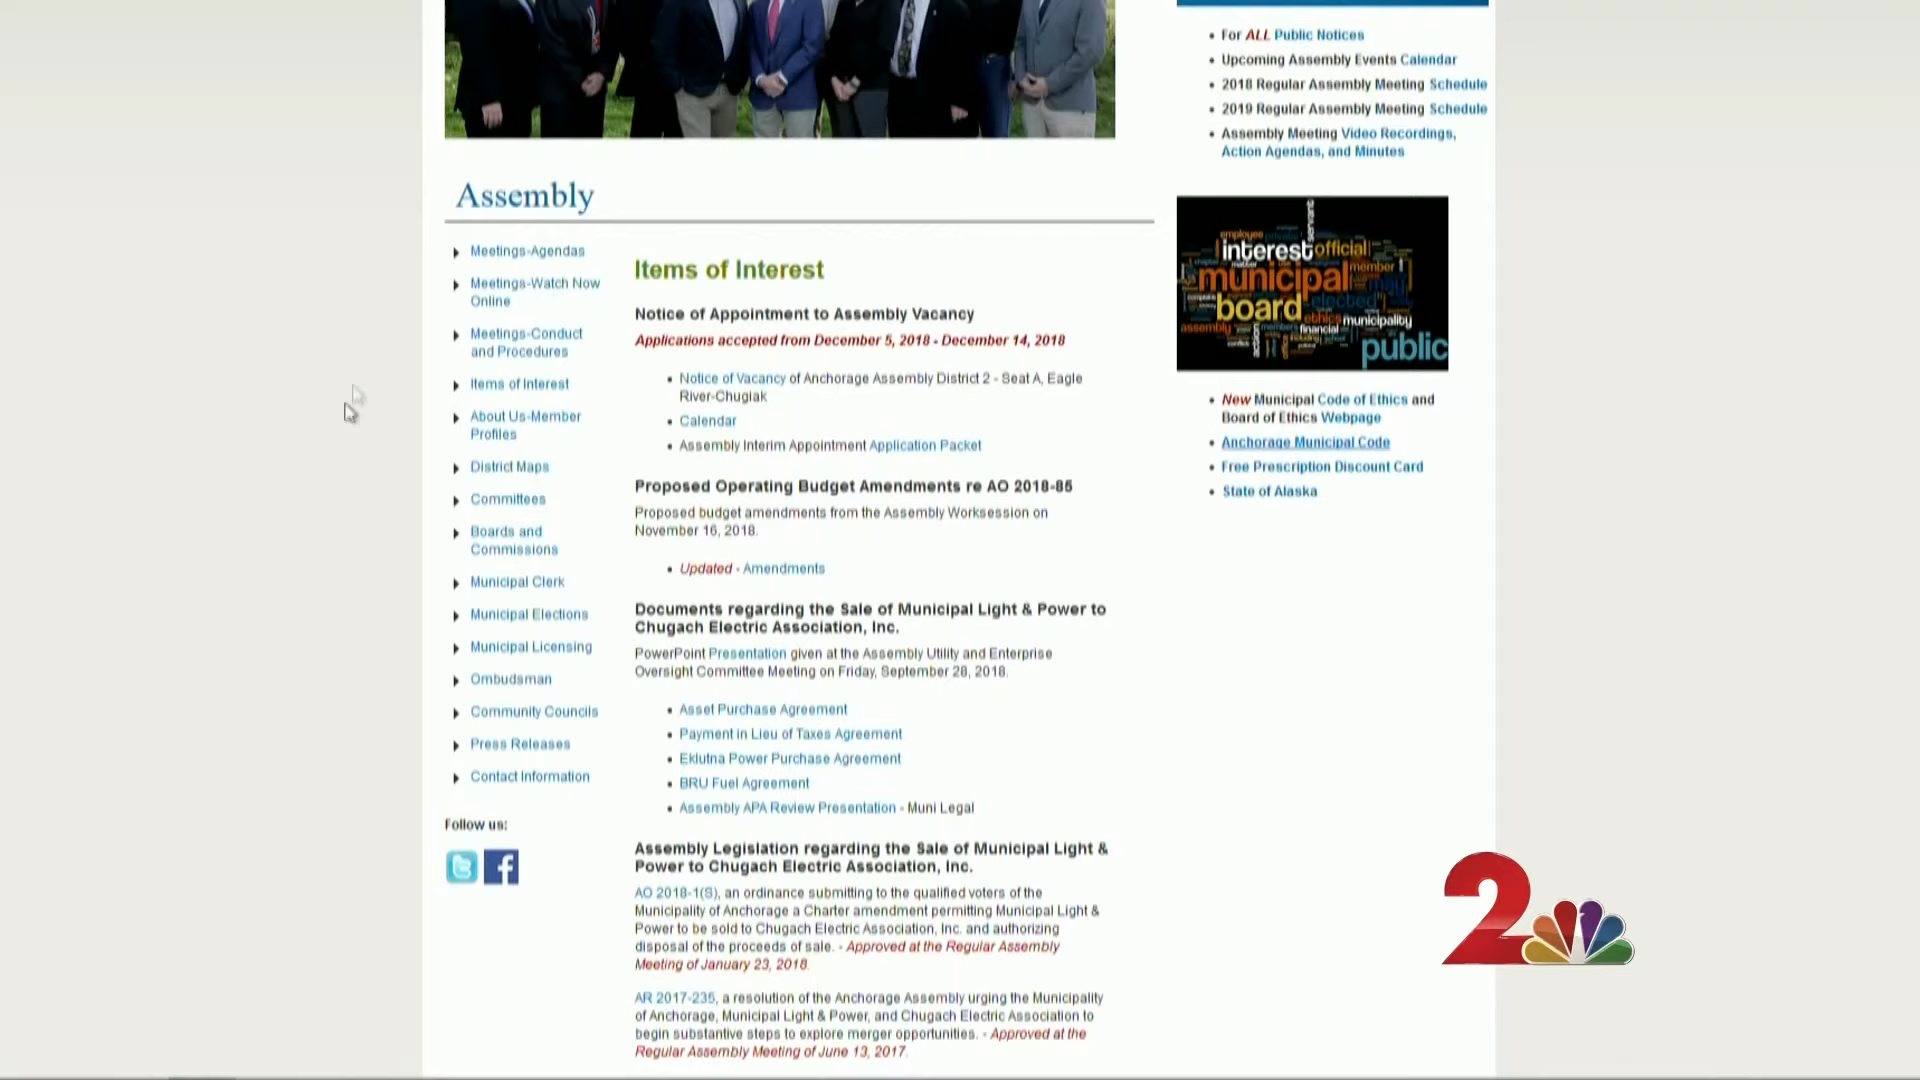 For ALL Public Notices
Upcoming Assembly Events Calendar
2018 Regular Assembly Meeting Schedule
2019 Regular Assembly Meeting Schedule
Assembly Meeting Video Recordings,
Action Agendas, and Minutes
Assembly
Meetings-Agendas
Meetings-Watch Now
Online
Meetings-Conduct
and Procedures
Items of Interest
About Us-Member
Profiles
District Maps
Committees
Boards and
Commissions
Municipal Clerk
Municipal Elections
Municipal Licensing
Ombudsman
Community Councils
Press Releases
Contact Information
Follow us:
Items of Interest
Notice of Appointment to Assembly Vacancy
Applications accepted from December 5, 2018 - December 14, 2018
Notice of Vacancy of Anchorage Assembly District 2 - Seat A, Eagle
River-Chugiak
Calendar
Assembly Interim Appointment Application Packet
Proposed Operating Budget Amendments re AO 2018-85
Proposed budget amendments from the Assembly Worksession on
November 16, 2018.
Updated - Amendments
Documents regarding the Sale of Municipal Light & Power to
Chugach Electric Association, Inc.
PowerPoint Presentation given at the Assembly Utility and Enterprise
Oversight Committee Meeting on Friday, September 28, 2018.
Asset Purchase Agreement
Payment in Lieu of Taxes Agreement
Eklutna Power Purchase Agreement
BRU Fuel Agreement
Assembly APA Review Presentation - Muni Legal
Assembly Legislation regarding the Sale of Municipal Light &
Power to Chugach Electric Association, Inc.
AO 2018-1(S), an ordinance submitting to the qualified voters of the
Municipality of Anchorage a Charter amendment permitting Municipal Light &
Power to be sold to Chugach Electric Association, Inc. and authorizing
disposal of the proceeds of sale. - Approved at the Regular Assembly
Meeting of January 23, 2018.
AR 2017-235, a resolution of the Anchorage Assembly urging the Municipality
of Anchorage, Municipal Light & Power, and Chugach Electric Association to
begin substantive steps to explore merger opportunities. - Approved at the
Regular Assembly Meeting of June 13, 2017.
servant
employee
interest official
municipal member
may
board elected
ethics municipality
assembly
financial
action
public
New Municipal Code of Ethics and
Board of Ethics Webpage
Anchorage Municipal Code
Free Prescription Discount Card
State of Alaska
2